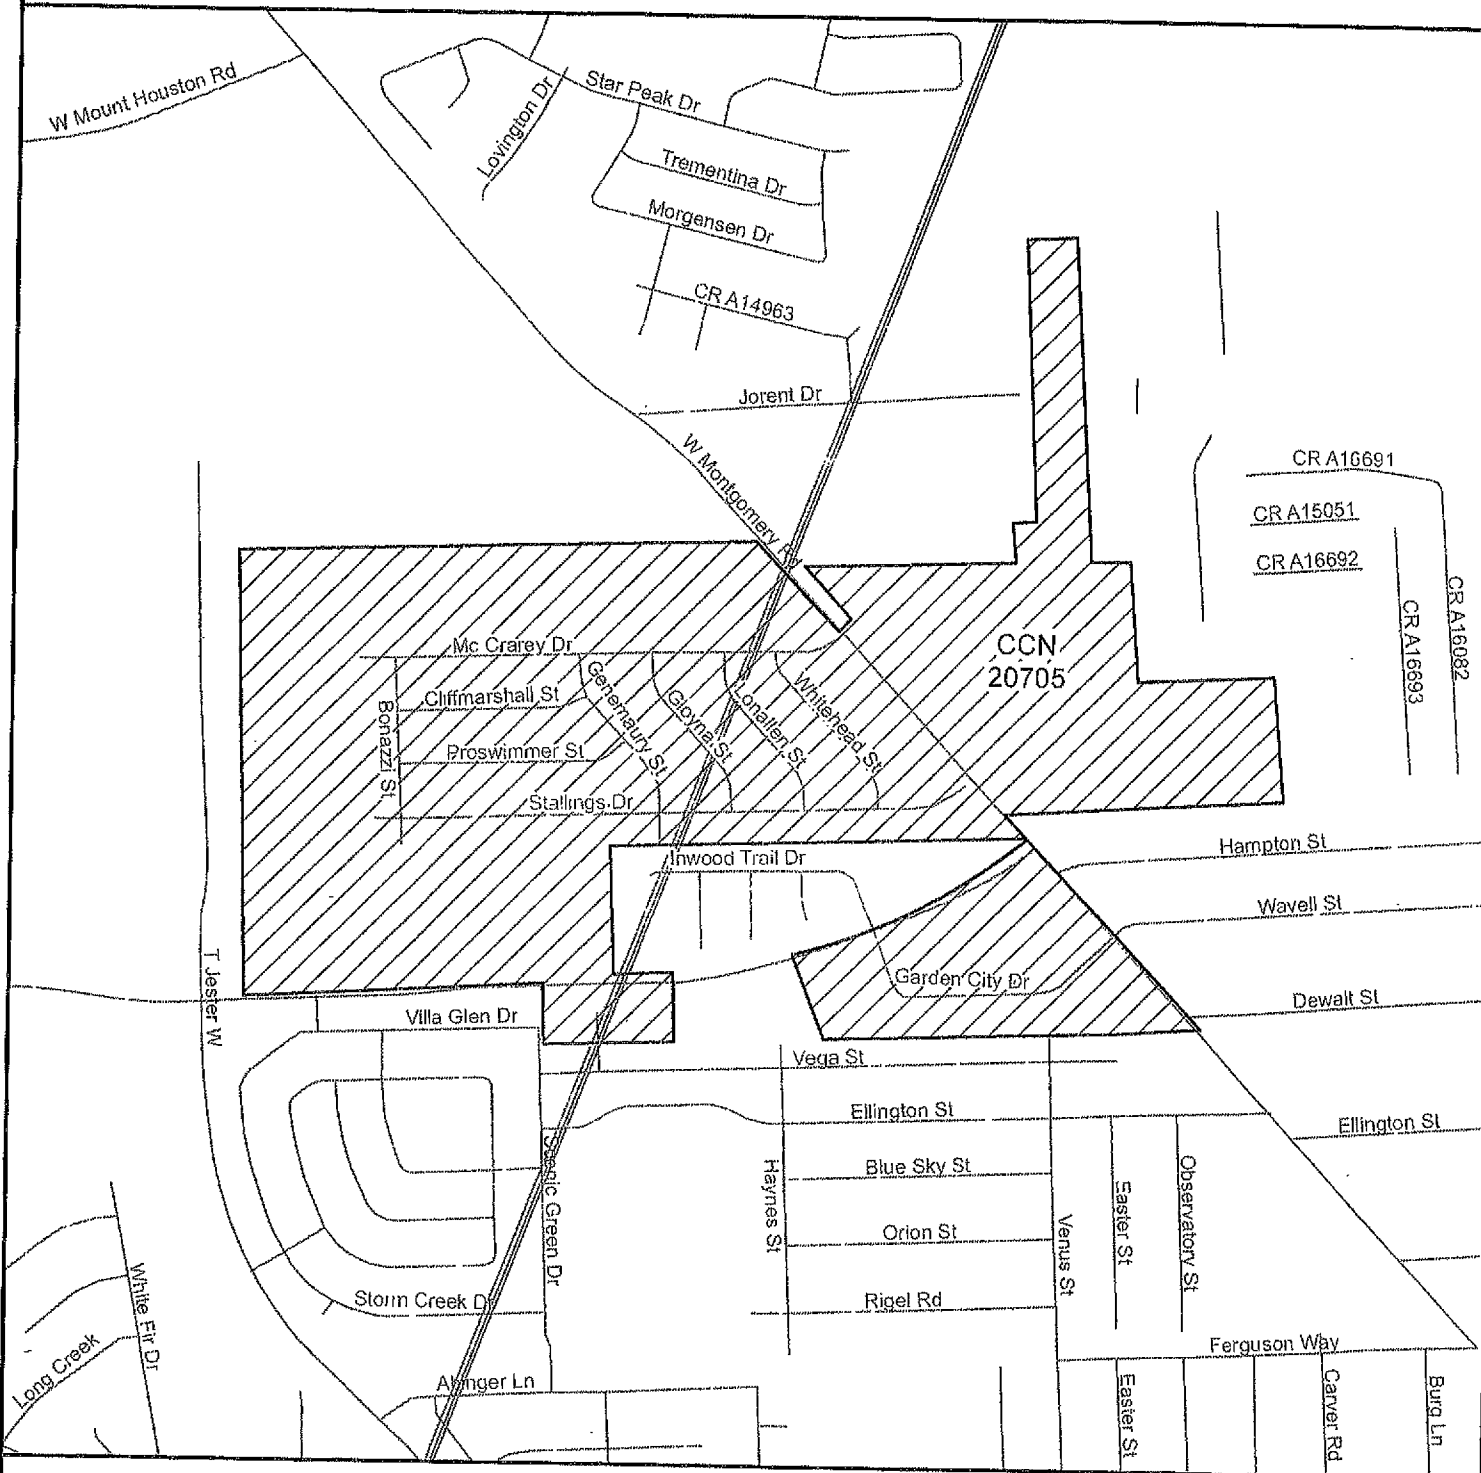 W Mount Houston Rd
Star Peak Dr
Lovington Dr
Trementina Dr
Morgensen Dr
CR A14963
Jorent Dr
W Montgomery Rd
CR A16691
CR A15051
CR A16692
CR A16693
CR A16082
CCN
20705
Mc Crarey Dr
Cliffmarshall St
Genemaury St
Gloyna St
Lonallen St
Whitehead St
Bonazzi St
Proswimmer St
Stallings Dr
Inwood Trail Dr
Hampton St
Wavell St
T Jester W
Garden City Dr
Dewalt St
Villa Glen Dr
Vega St
Ellington St
Ellington St
Scenic Green Dr
Haynes St
Blue Sky St
Easter St
Observatory St
Orion St
Venus St
White Fir Dr
Storm Creek Dr
Rigel Rd
Long Creek
Ferguson Way
Abinger Ln
Easter St
Carver Rd
Burg Ln